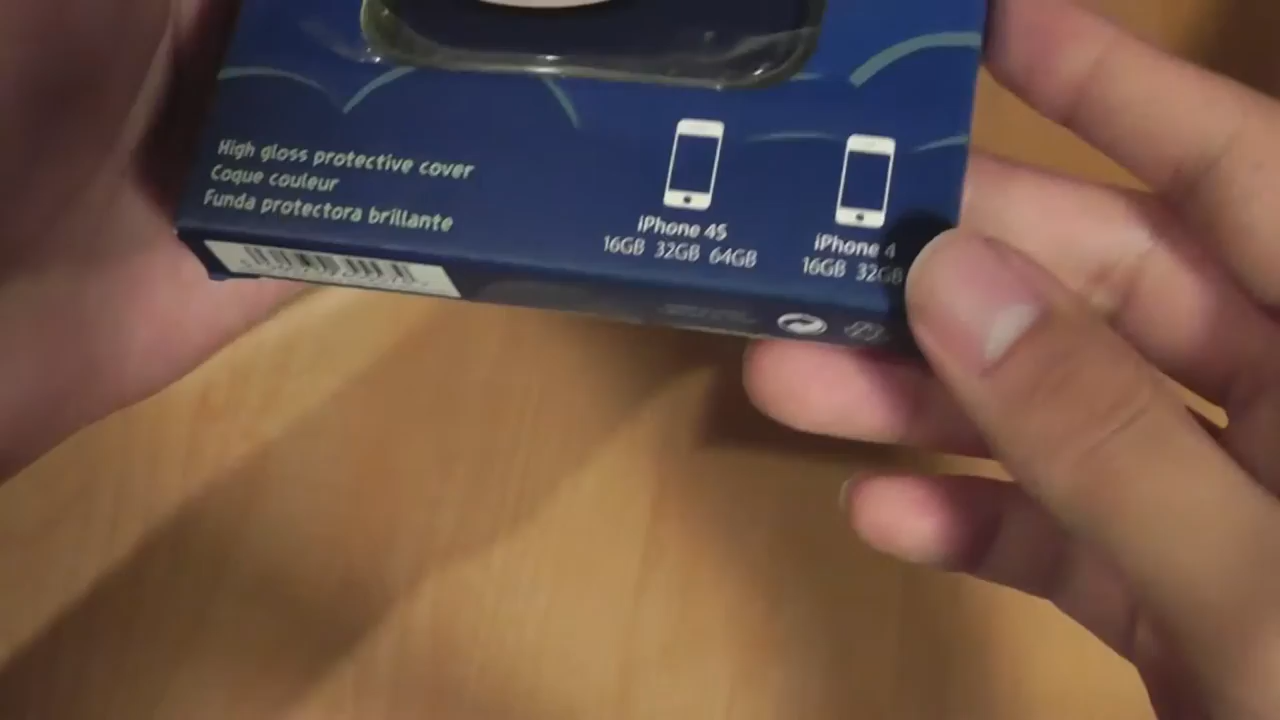 High gloss protective cover
Coque couleur
Funda protectora brillante
iPhone 4S
16GB 32GB 64GB
iPhone 4
16GB 32GB